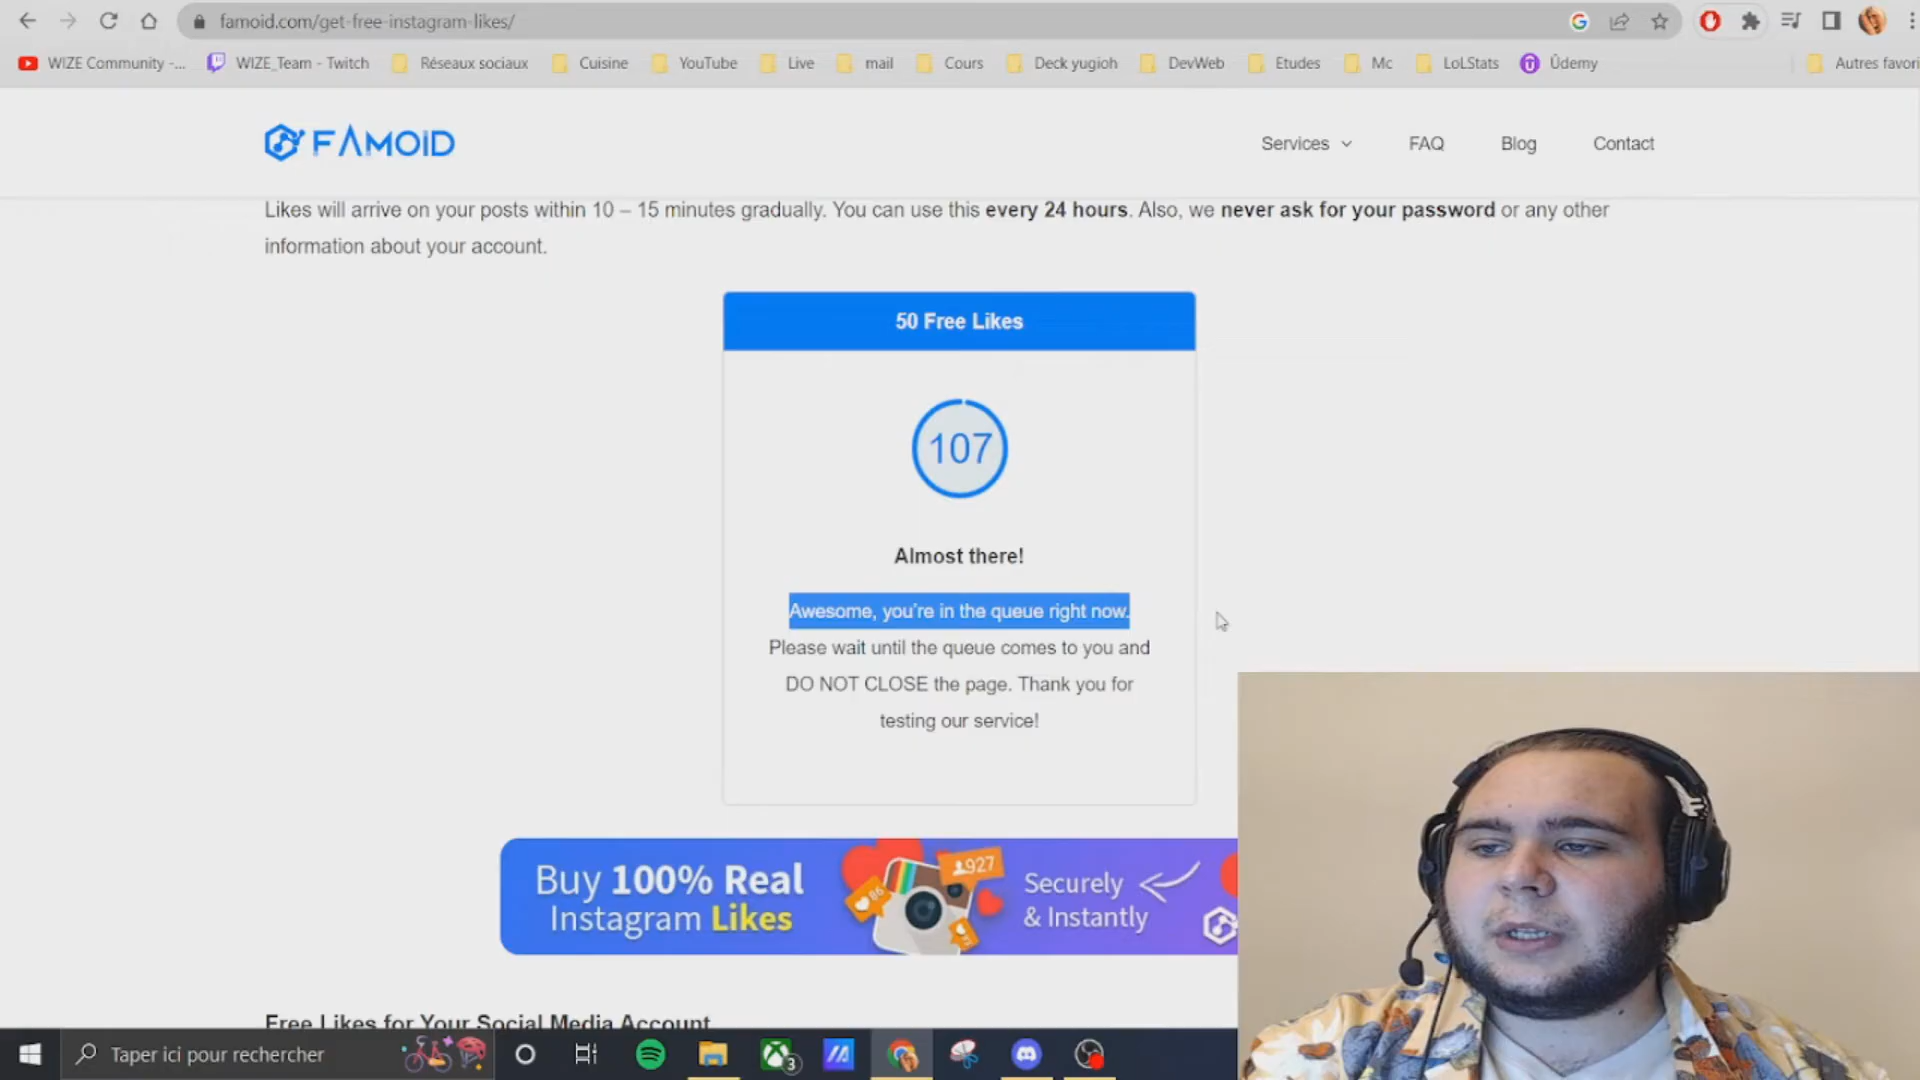 famoid.com/get-free-instagram-likes/
WIZE Community -...
WIZE_Team - Twitch
Réseaux sociaux
Cuisine
YouTube
Live
mail
Cours
Deck yugioh
DevWeb
Etudes
Mc
LoLStats
Ûdemy
Autres favori
FAMOID
Services
FAQ
Blog
Contact
Likes will arrive on your posts within 10 – 15 minutes gradually. You can use this every 24 hours. Also, we never ask for your password or any other
information about your account.
50 Free Likes
107
Almost there!
Awesome, you're in the queue right now.
Please wait until the queue comes to you and
DO NOT CLOSE the page. Thank you for
testing our service!
Buy 100% Real
Instagram Likes
86
927
Securely
& Instantly
Free Likes for Your Social Media Account
Taper ici pour rechercher
3